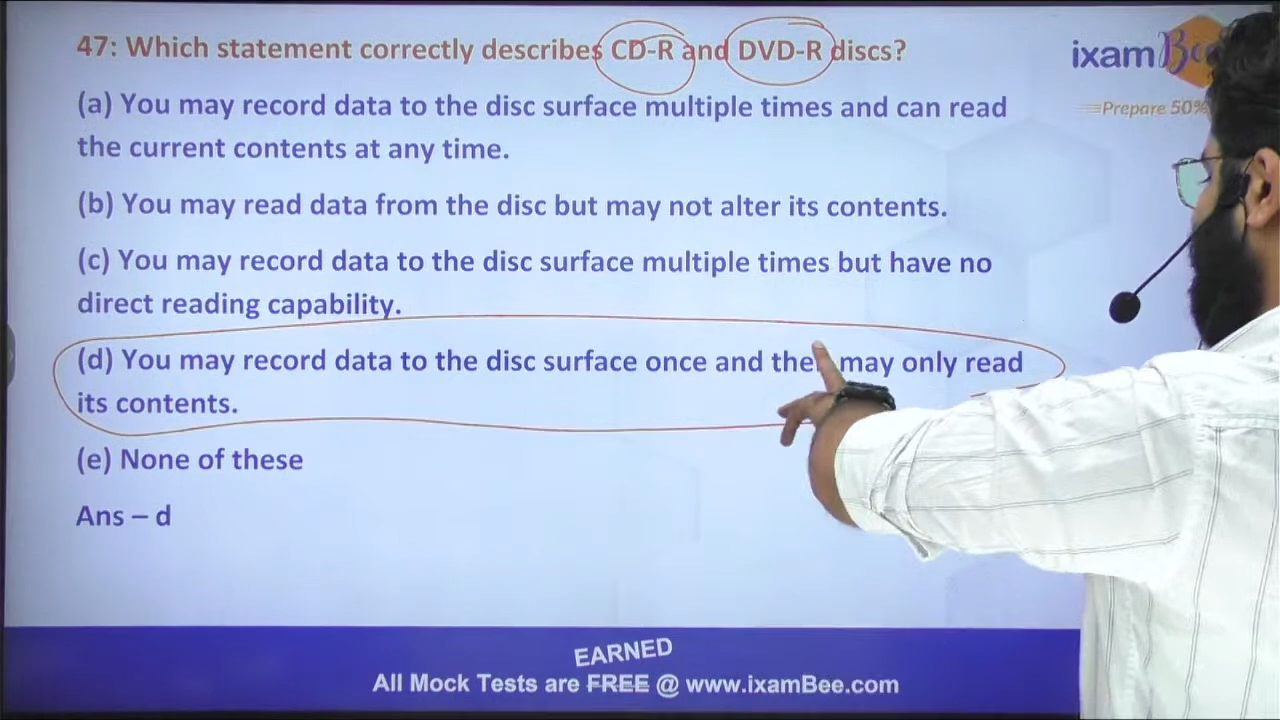 47: Which statement correctly describes CD-R and DVD-R discs?
ixamBee
Prepare 50%
(a) You may record data to the disc surface multiple times and can read
the current contents at any time.
(b) You may read data from the disc but may not alter its contents.
(c) You may record data to the disc surface multiple times but have no
direct reading capability.
(d) You may record data to the disc surface once and then may only read
its contents.
(e) None of these
Ans – d
EARNED
All Mock Tests are FREE @ www.ixamBee.com